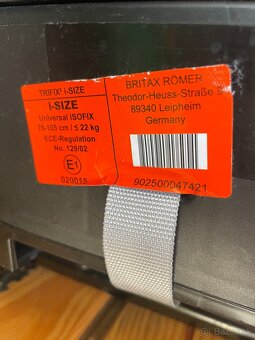 TRIFIX² i-SIZE
i-SIZE
Universal ISOFIX
76-105 cm / ≤ 22 kg
ECE-Regulation
No. 129/02
E1
020015
BRITAX RÖMER
Theodor-Heuss-Straße
89340 Leipheim
Germany
902500047421